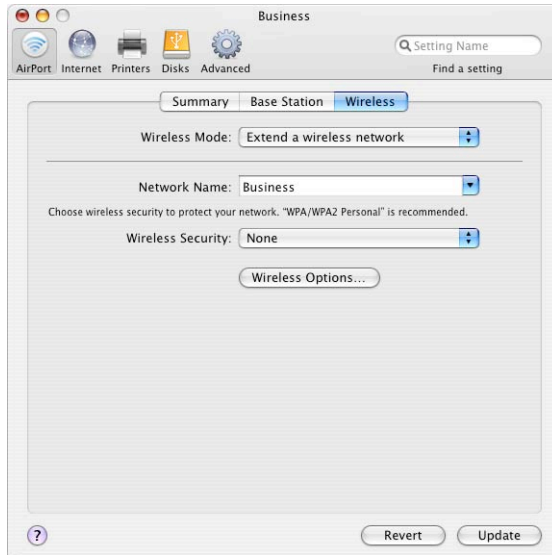 Business
Setting Name
AirPort Internet Printers Disks Advanced Find a setting
Summary Base Station Wireless
Wireless Mode: Extend a wireless network
Network Name: Business
Choose wireless security to protect your network. “WPA/WPA2 Personal” is recommended.
Wireless Security: None
Wireless Options...
? Revert Update